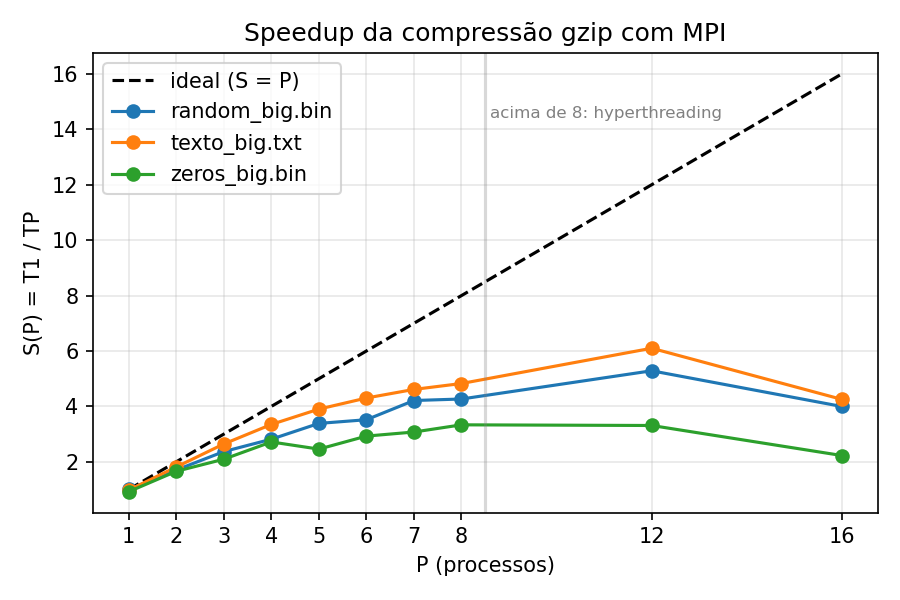 Speedup da compressão gzip com MPI
ideal (S = P)
random_big.bin
texto_big.txt
zeros_big.bin
acima de 8: hyperthreading
S(P) = T1 / TP
16
14
12
10
8
6
4
2
1 2 3 4 5 6 7 8 12 16
P (processos)